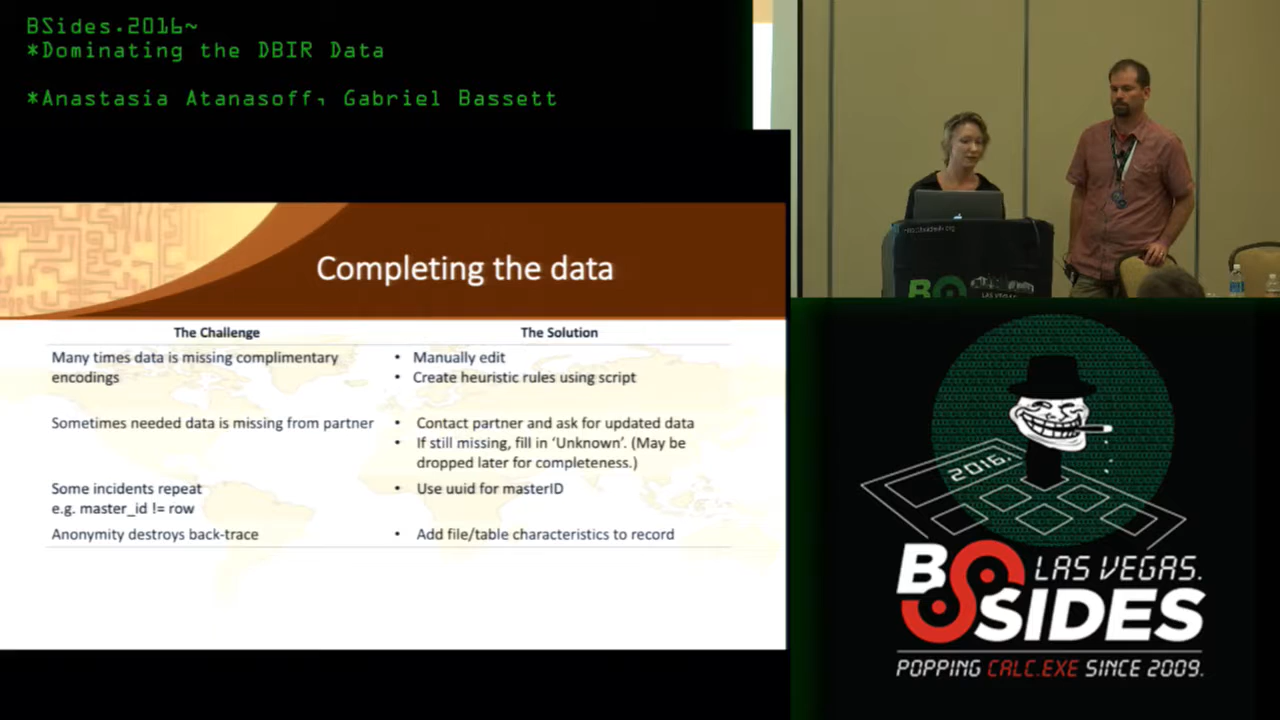 BSides.2016~
*Dominating the DBIR Data
*Anastasia Atanasoff, Gabriel Bassett
Completing the data
The Challenge
The Solution
Many times data is missing complimentary
encodings
• Manually edit
• Create heuristic rules using script
Sometimes needed data is missing from partner
• Contact partner and ask for updated data
• If still missing, fill in 'Unknown'. (May be
dropped later for completeness.)
Some incidents repeat
e.g. master_id != row
• Use uuid for masterID
Anonymity destroys back-trace
• Add file/table characteristics to record
BS
LAS VEGAS
2016.
BSIDES
LAS VEGAS.
POPPING CALC.EXE SINCE 2009.